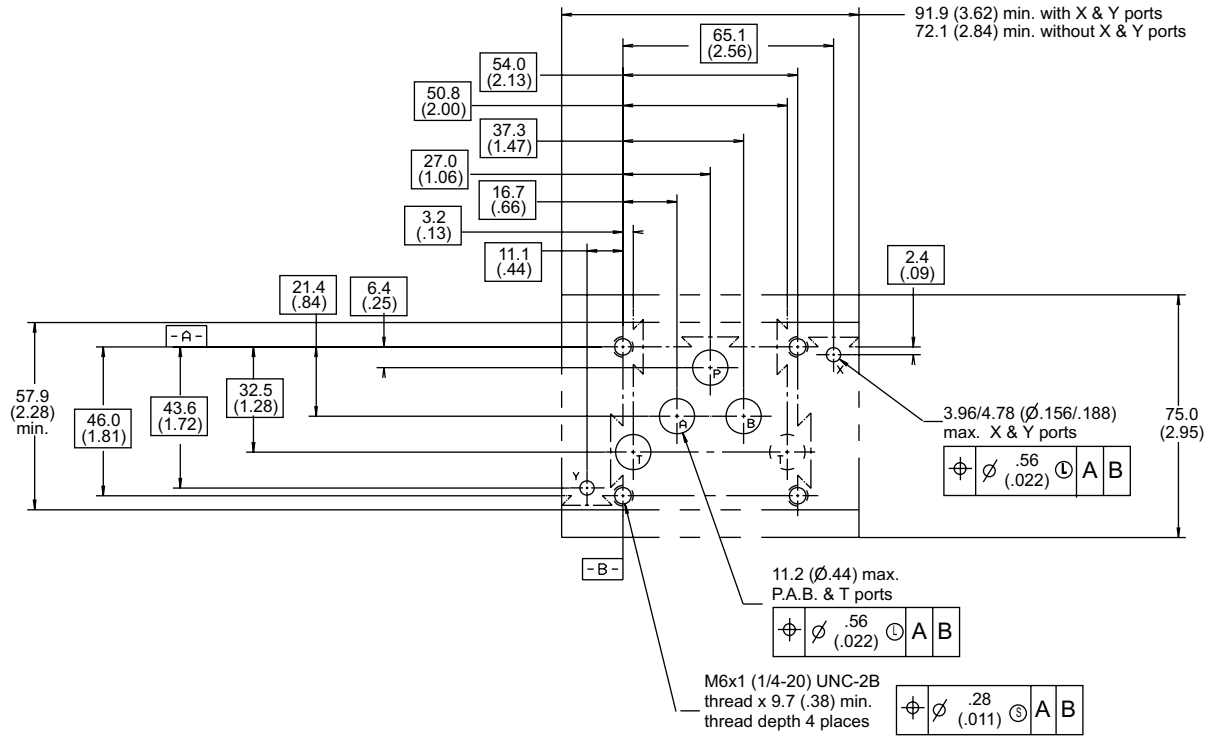 91.9 (3.62) min. with X & Y ports
72.1 (2.84) min. without X & Y ports
65.1
(2.56)
54.0
(2.13)
50.8
(2.00)
37.3
(1.47)
27.0
(1.06)
16.7
(.66)
3.2
(.13)
11.1
(.44)
2.4
(.09)
21.4
(.84)
6.4
(.25)
-A-
57.9
(2.28)
min.
46.0
(1.81)
43.6
(1.72)
32.5
(1.28)
P
X
A
B
T
T
Y
3.96/4.78 (Ø.156/.188)
max. X & Y ports
⌖ Ø .56 (.022) Ⓛ A B
75.0
(2.95)
-B-
11.2 (Ø.44) max.
P.A.B. & T ports
⌖ Ø .56 (.022) Ⓛ A B
M6x1 (1/4-20) UNC-2B
thread x 9.7 (.38) min.
thread depth 4 places
⌖ Ø .28 (.011) Ⓢ A B